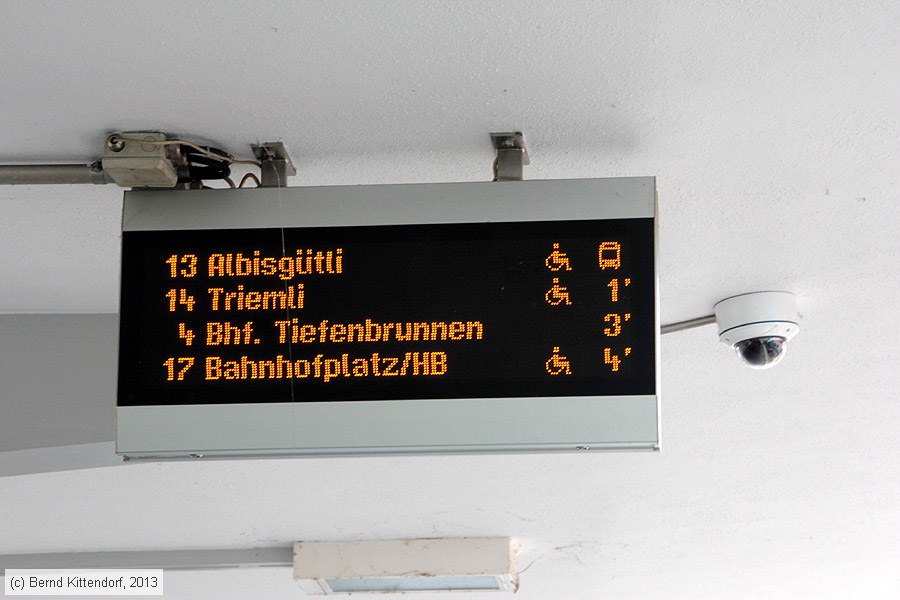 13 Albisgütli
14 Triemli 1'
4 Bhf. Tiefenbrunnen 3'
17 Bahnhofplatz/HB 4'
(c) Bernd Kittendorf, 2013